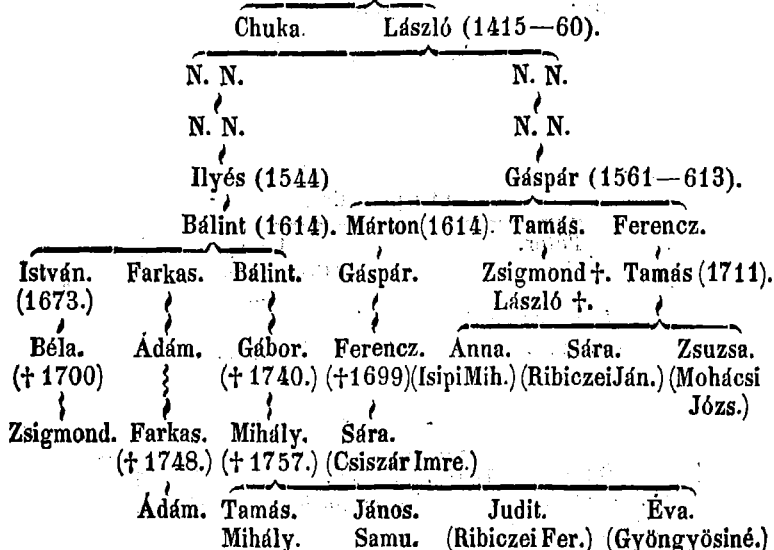 Chuka. László (1415—60).
N. N. N. N.
N. N. N. N.
Ilyés (1544) Gáspár (1561—613).
Bálint (1614). Márton(1614). Tamás. Ferencz.
István. Farkas. Bálint. Gáspár. Zsigmond †. Tamás (1711).
(1673.) László †.
Béla. Ádám. Gábor. Ferencz. Anna. Sára. Zsuzsa.
(† 1700) († 1740.) (†1699) (Isipi Mih.) (Ribiczei Ján.) (Mohácsi
Józs.)
Zsigmond. Farkas. Mihály. Sára.
(† 1748.) († 1757.) (Csiszár Imre.)
Ádám. Tamás. János. Judit. Éva.
Mihály. Samu. (Ribiczei Fer.) (Gyöngyösiné.)